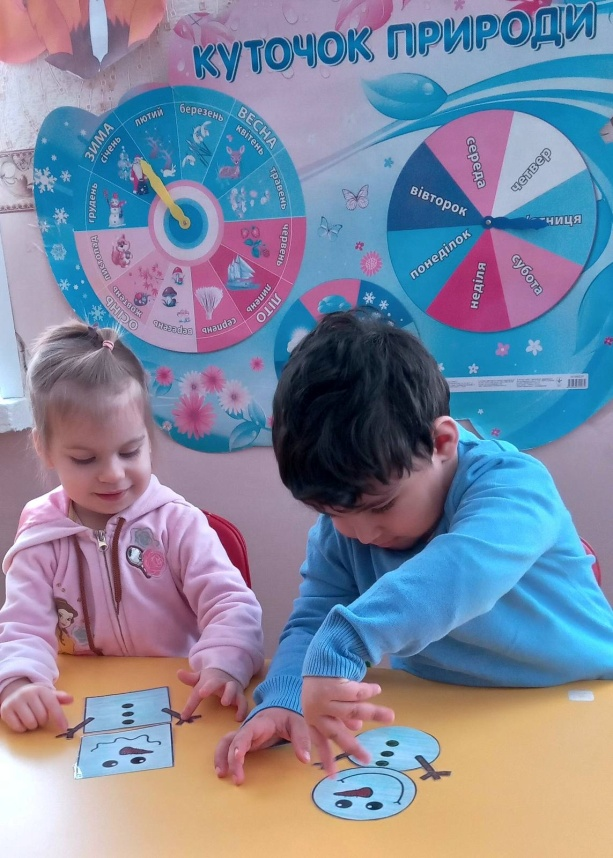 КУТОЧОК ПРИРОДИ
ЗИМА
січень
лютий
березень
ВЕСНА
квітень
травень
червень
ЛІТО
липень
серпень
вересень
ОСІНЬ
жовтень
листопад
грудень
понеділок
вівторок
середа
четвер
субота
неділя